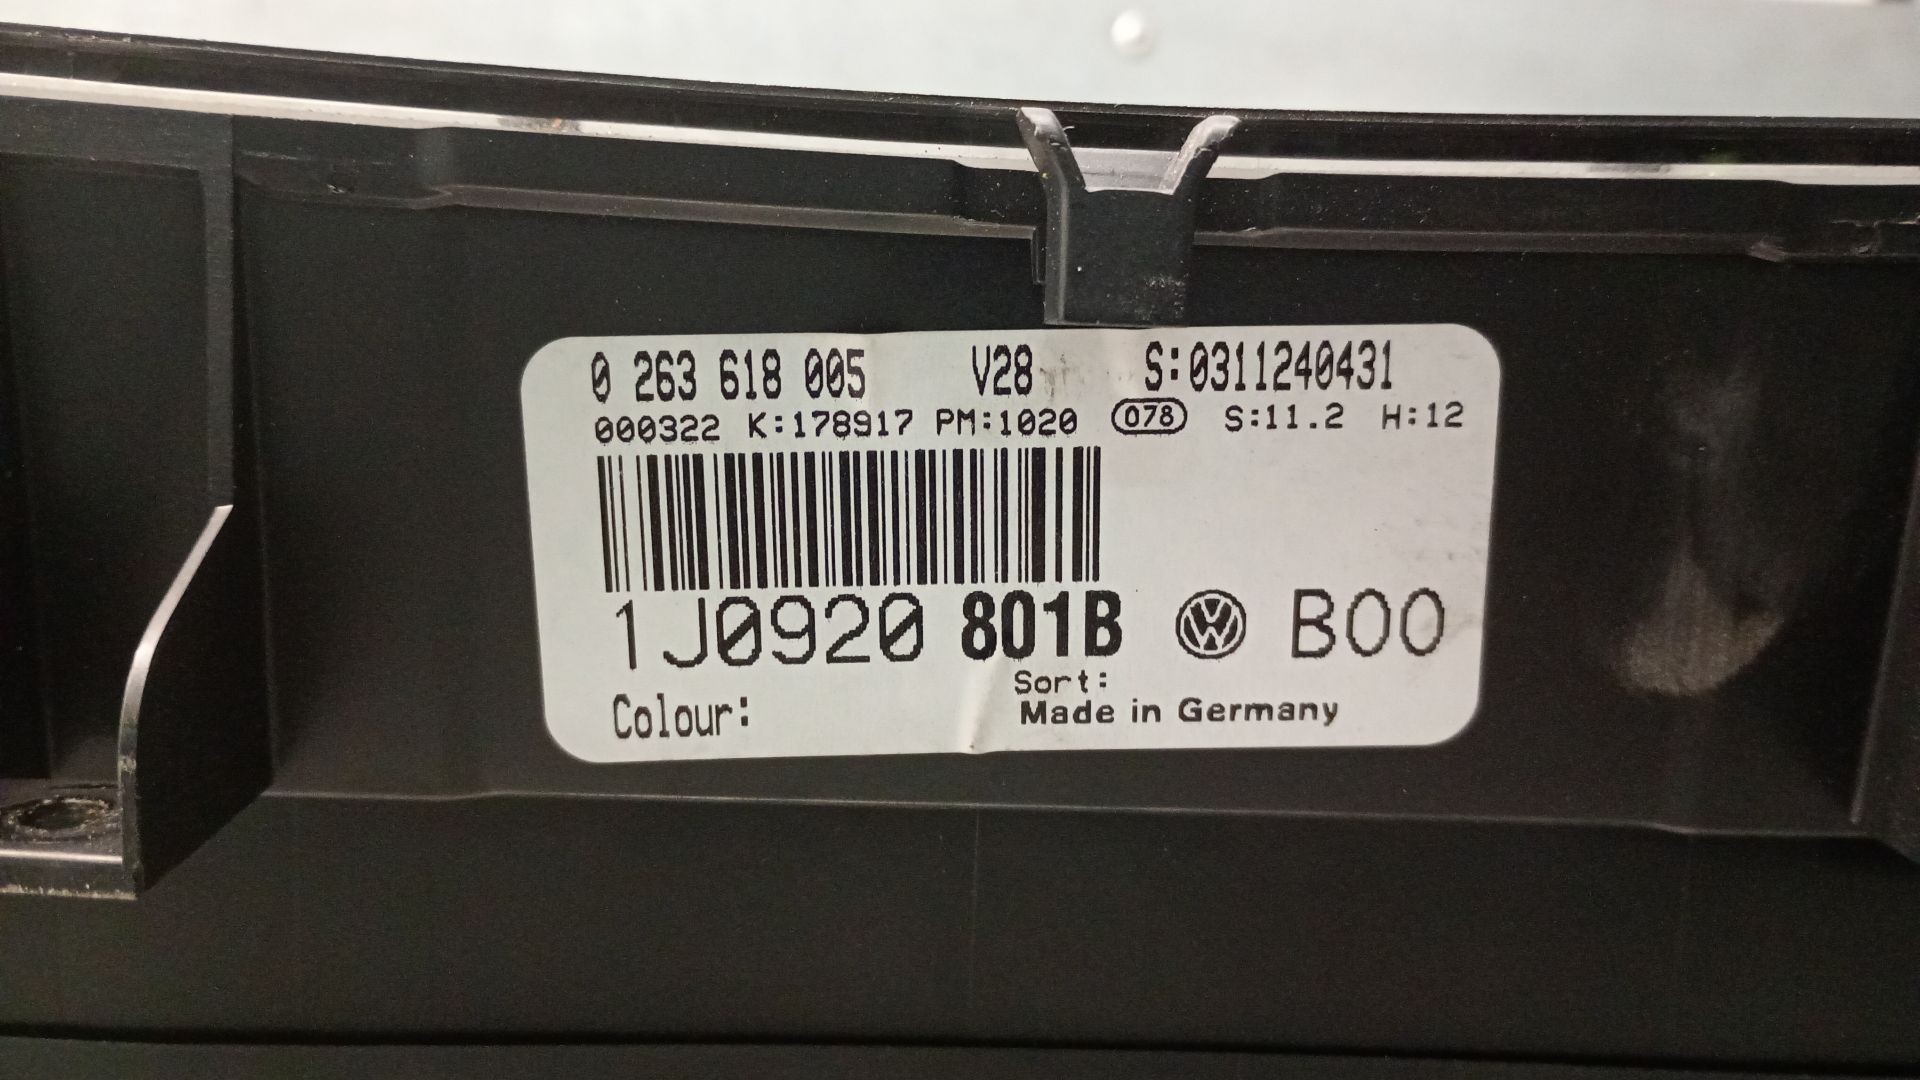 0 263 618 005 V28 S:0311240431
000322 K:178917 PM:1020 078 S:11.2 H:12
1J0920 801B VW B00
Sort:
Colour: Made in Germany